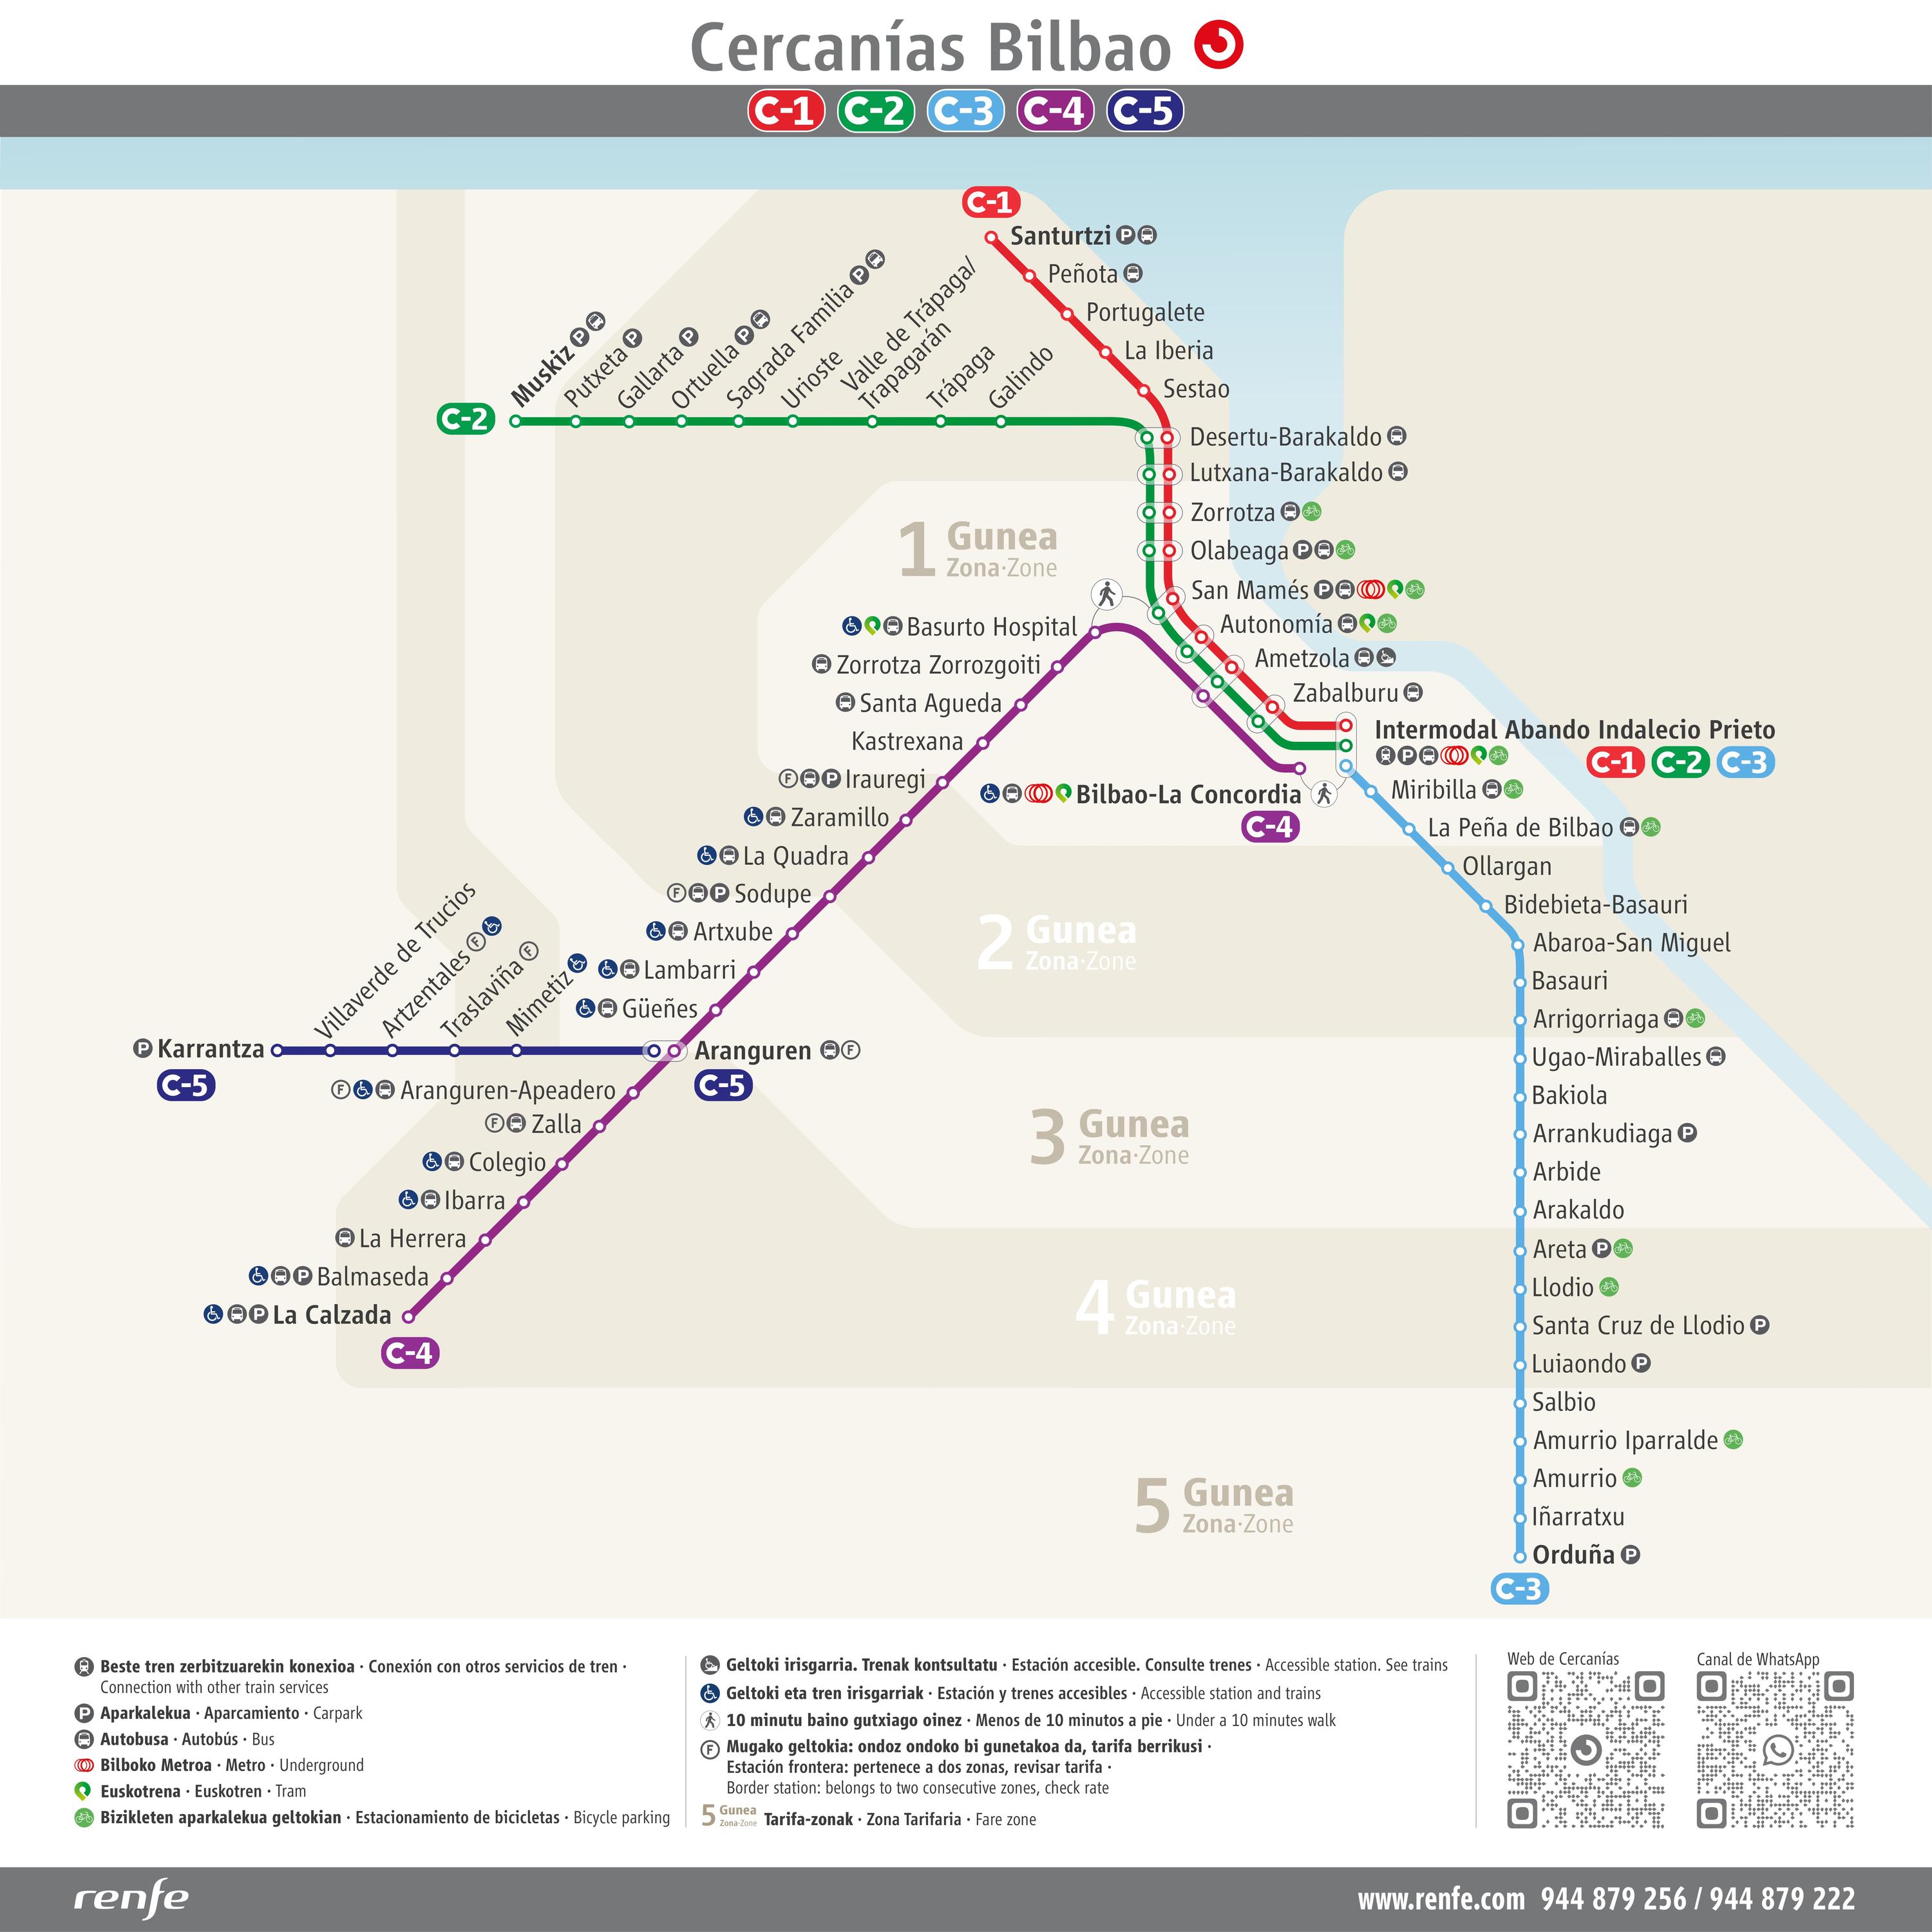 Cercanías Bilbao
C-1 C-2 C-3 C-4 C-5
C-1
Santurtzi P
Peñota
Portugalete
La Iberia
Sestao
C-2
Muskiz P
Putxeta P
Gallarta P
Ortuella P
Sagrada Familia P
Urioste
Valle de Trápaga/
Trapagarán
Trápaga
Galindo
Desertu-Barakaldo
Lutxana-Barakaldo
Zorrotza
Olabeaga P
San Mamés P
Autonomía
Ametzola
Zabalburu
Intermodal Abando Indalecio Prieto
P
C-1 C-2 C-3
1 Gunea
Zona·Zone
Basurto Hospital
Zorrotza Zorrozgoiti
Santa Agueda
Kastrexana
F P Irauregi
Zaramillo
La Quadra
F P Sodupe
Artxube
Lambarri
Güeñes
Bilbao-La Concordia
C-4
Miribilla
La Peña de Bilbao
Ollargan
Bidebieta-Basauri
Abaroa-San Miguel
Basauri
Arrigorriaga
Ugao-Miraballes
Bakiola
Arrankudiaga P
Arbide
Arakaldo
Areta P
Llodio
Santa Cruz de Llodio P
Luiaondo P
Salbio
Amurrio Iparralde
Amurrio
Iñarratxu
Orduña P
C-3
2 Gunea
Zona·Zone
P Karrantza
C-5
Villaverde de Trucios
Artzentales F
Traslaviña F
Mimetiz
Aranguren F
C-5
F Aranguren-Apeadero
F Zalla
Colegio
Ibarra
La Herrera
P Balmaseda
P La Calzada
C-4
3 Gunea
Zona·Zone
4 Gunea
Zona·Zone
5 Gunea
Zona·Zone
Beste tren zerbitzuarekin konexioa · Conexión con otros servicios de tren ·
Connection with other train services
P Aparkalekua · Aparcamiento · Carpark
Autobusa · Autobús · Bus
Bilboko Metroa · Metro · Underground
Euskotrena · Euskotren · Tram
Bizikleten aparkalekua geltokian · Estacionamiento de bicicletas · Bicycle parking
Geltoki irisgarria. Trenak kontsultatu · Estación accesible. Consulte trenes · Accessible station. See trains
Geltoki eta tren irisgarriak · Estación y trenes accesibles · Accessible station and trains
10 minutu baino gutxiago oinez · Menos de 10 minutos a pie · Under a 10 minutes walk
F Mugako geltokia: ondoz ondoko bi gunetakoa da, tarifa berrikusi ·
Estación frontera: pertenece a dos zonas, revisar tarifa ·
Border station: belongs to two consecutive zones, check rate
5 Gunea
Zona·Zone
Tarifa-zonak · Zona Tarifaria · Fare zone
Web de Cercanías
Canal de WhatsApp
renfe
www.renfe.com 944 879 256 / 944 879 222